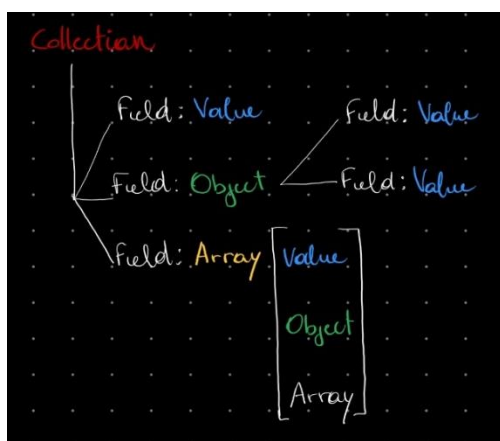 Collection
Field: Value
Field: Value
Field: Object
Field: Value
Field: Array
Value
Object
Array